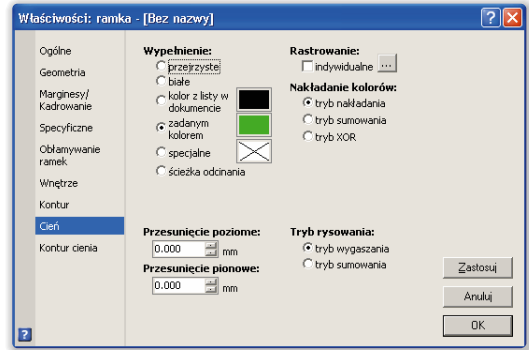 Właściwości: ramka - [Bez nazwy]
Ogólne
Geometria
Marginesy/
Kadrowanie
Specyficzne
Obłamywanie
ramek
Wnętrze
Kontur
Cień
Kontur cienia
Wypełnienie:
przejrzyste
białe
kolor z listy w
dokumencie
zadanym
kolorem
specjalne
ścieżka odcinania
Rastrowanie:
indywidualne ...
Nakładanie kolorów:
tryb nakładania
tryb sumowania
tryb XOR
Przesunięcie poziome:
0.000 mm
Przesunięcie pionowe:
0.000 mm
Tryb rysowania:
tryb wygaszania
tryb sumowania
Zastosuj
Anuluj
OK